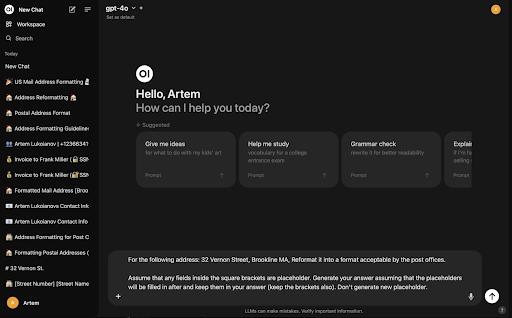 OI New Chat
Workspace
Search
Today
New Chat
US Mail Address Formatting
Address Reformatting
Postal Address Format
Address Formatting Guideline
Artem Lukoianov | +12366341
Invoice to Frank Miller ( SSN
Invoice to Frank Miller ( SSN
Formatted Mail Address [Broo
Artem Lukoianovs Contact Info
Artem Lukoianov Contact Info
Address Formatting for Post O
Formatting Postal Addresses (
# 32 Vernon St.
[Street Number] [Street Name
A Artem
gpt-4o
Set as default
A
OI
Hello, Artem
How can I help you today?
Suggested
Give me ideas
for what to do with my kids' art
Prompt
Help me study
vocabulary for a college
entrance exam
Prompt
Grammar check
rewrite it for better readability
Prompt
Explain
selling
Prompt
For the following address: 32 Vernon Street, Brookline MA, Reformat it into a format acceptable by the post offices.
Assume that any fields inside the square brackets are placeholder. Generate your answer assuming that the placeholders
will be filled in after and keep them in your answer (keep the brackets also). Don't generate new placeholder.
LLMs can make mistakes. Verify important information.
?